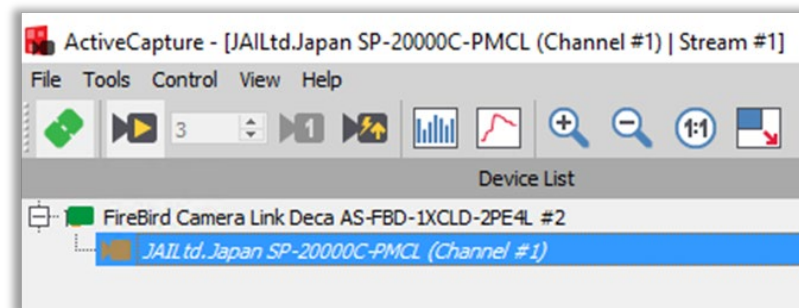 ActiveCapture - [JAILtd.Japan SP-20000C-PMCL (Channel #1) | Stream #1]
File Tools Control View Help
3 1 1:1
Device List
FireBird Camera Link Deca AS-FBD-1XCLD-2PE4L #2
JAILtd.Japan SP-20000C-PMCL (Channel #1)